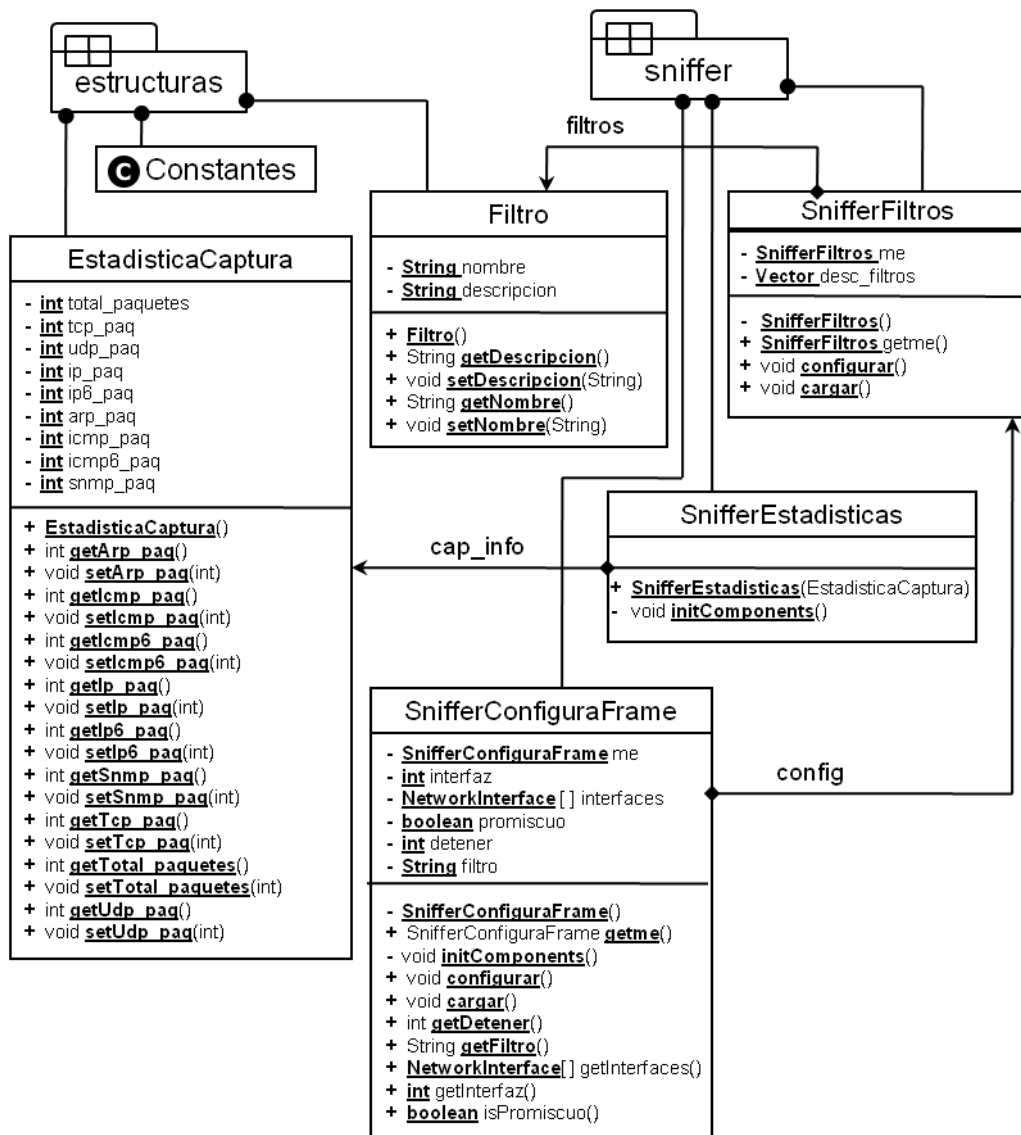 estructuras
sniffer
filtros
C Constantes
Filtro
- String nombre
- String descripcion
+ Filtro()
+ String getDescripcion()
+ void setDescripcion(String)
+ String getNombre()
+ void setNombre(String)
SnifferFiltros
- SnifferFiltros me
- Vector desc_filtros
- SnifferFiltros()
+ SnifferFiltros getme()
+ void configurar()
+ void cargar()
EstadisticaCaptura
- int total_paquetes
- int tcp_paq
- int udp_paq
- int ip_paq
- int ip6_paq
- int arp_paq
- int icmp_paq
- int icmp6_paq
- int snmp_paq
+ EstadisticaCaptura()
+ int getArp_paq()
+ void setArp_paq(int)
+ int getIcmp_paq()
+ void setIcmp_paq(int)
+ int getIcmp6_paq()
+ void setIcmp6_paq(int)
+ int getIp_paq()
+ void setIp_paq(int)
+ int getIp6_paq()
+ void setIp6_paq(int)
+ int getSnmp_paq()
+ void setSnmp_paq(int)
+ int getTcp_paq()
+ void setTcp_paq(int)
+ int getTotal_paquetes()
+ void setTotal_paquetes(int)
+ int getUdp_paq()
+ void setUdp_paq(int)
cap_info
SnifferEstadisticas
+ SnifferEstadisticas(EstadisticaCaptura)
- void initComponents()
config
SnifferConfiguraFrame
- SnifferConfiguraFrame me
- int interfaz
- NetworkInterface[ ] interfaces
- boolean promiscuo
- int detener
- String filtro
- SnifferConfiguraFrame()
+ SnifferConfiguraFrame getme()
- void initComponents()
+ void configurar()
+ void cargar()
+ int getDetener()
+ String getFiltro()
+ NetworkInterface[ ] getInterfaces()
+ int getInterfaz()
+ boolean isPromiscuo()